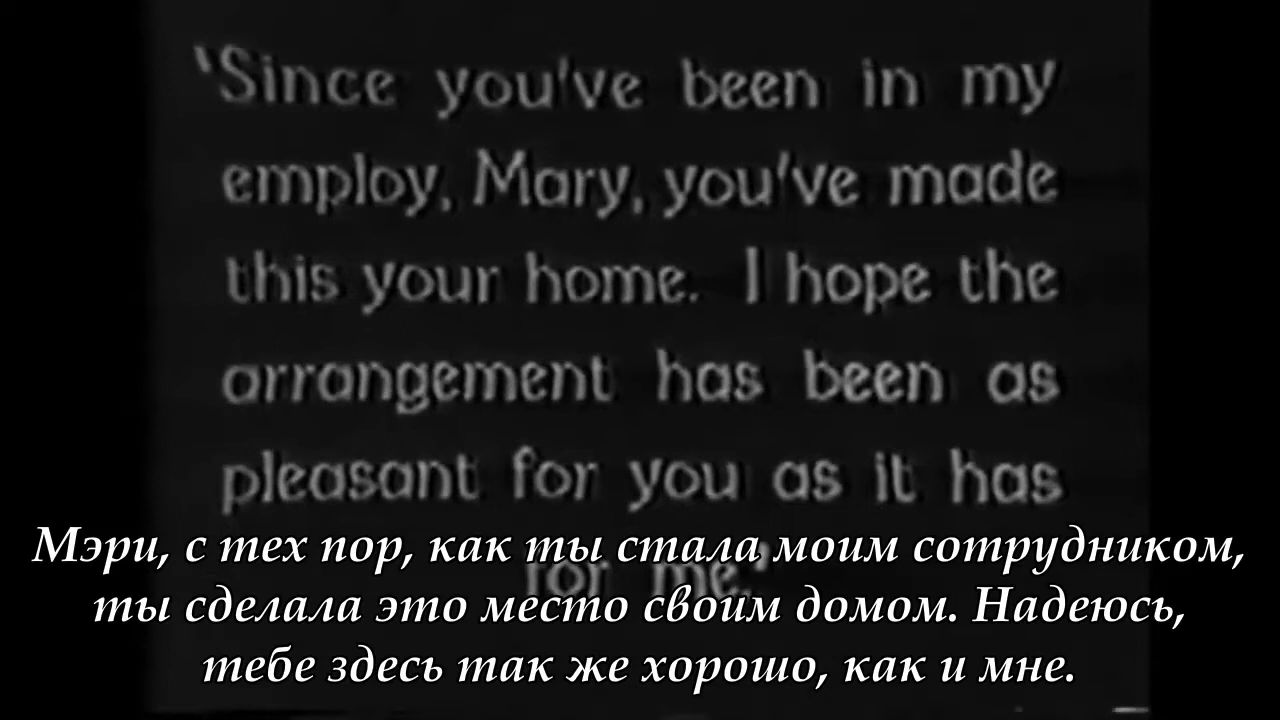 'Since you've been in my
employ, Mary, you've made
this your home. I hope the
arrangement has been as
pleasant for you as it has
for me.'
Мэри, с тех пор, как ты стала моим сотрудником,
ты сделала это место своим домом. Надеюсь,
тебе здесь так же хорошо, как и мне.